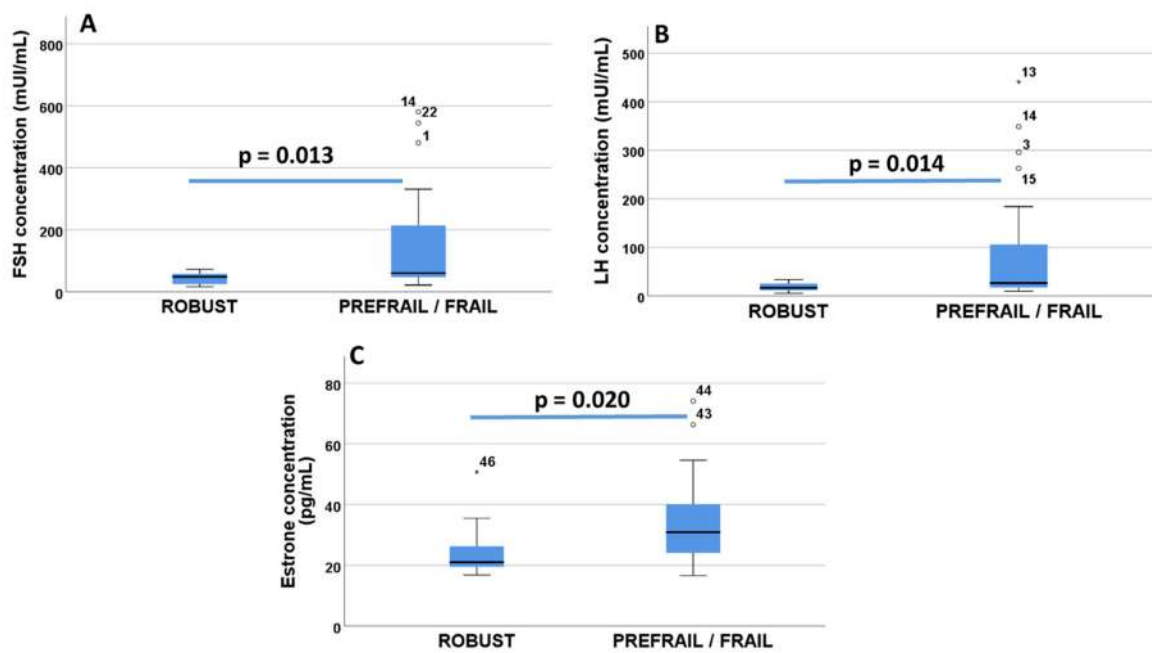 A
FSH concentration (mUI/mL)
800
600
400
200
0
14
22
1
p = 0.013
ROBUST
PREFRAIL / FRAIL
B
LH concentration (mUI/mL)
500
400
300
200
100
0
13
14
3
15
p = 0.014
ROBUST
PREFRAIL / FRAIL
C
Estrone concentration
(pg/mL)
80
60
40
20
0
44
43
46
p = 0.020
ROBUST
PREFRAIL / FRAIL